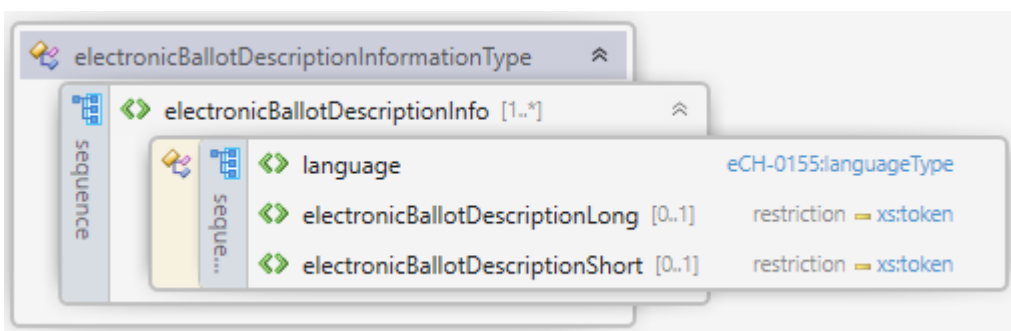 electronicBallotDescriptionInformationType
electronicBallotDescriptionInfo [1..*]
sequence
seque...
language eCH-0155:languageType
electronicBallotDescriptionLong [0..1] restriction xs:token
electronicBallotDescriptionShort [0..1] restriction xs:token